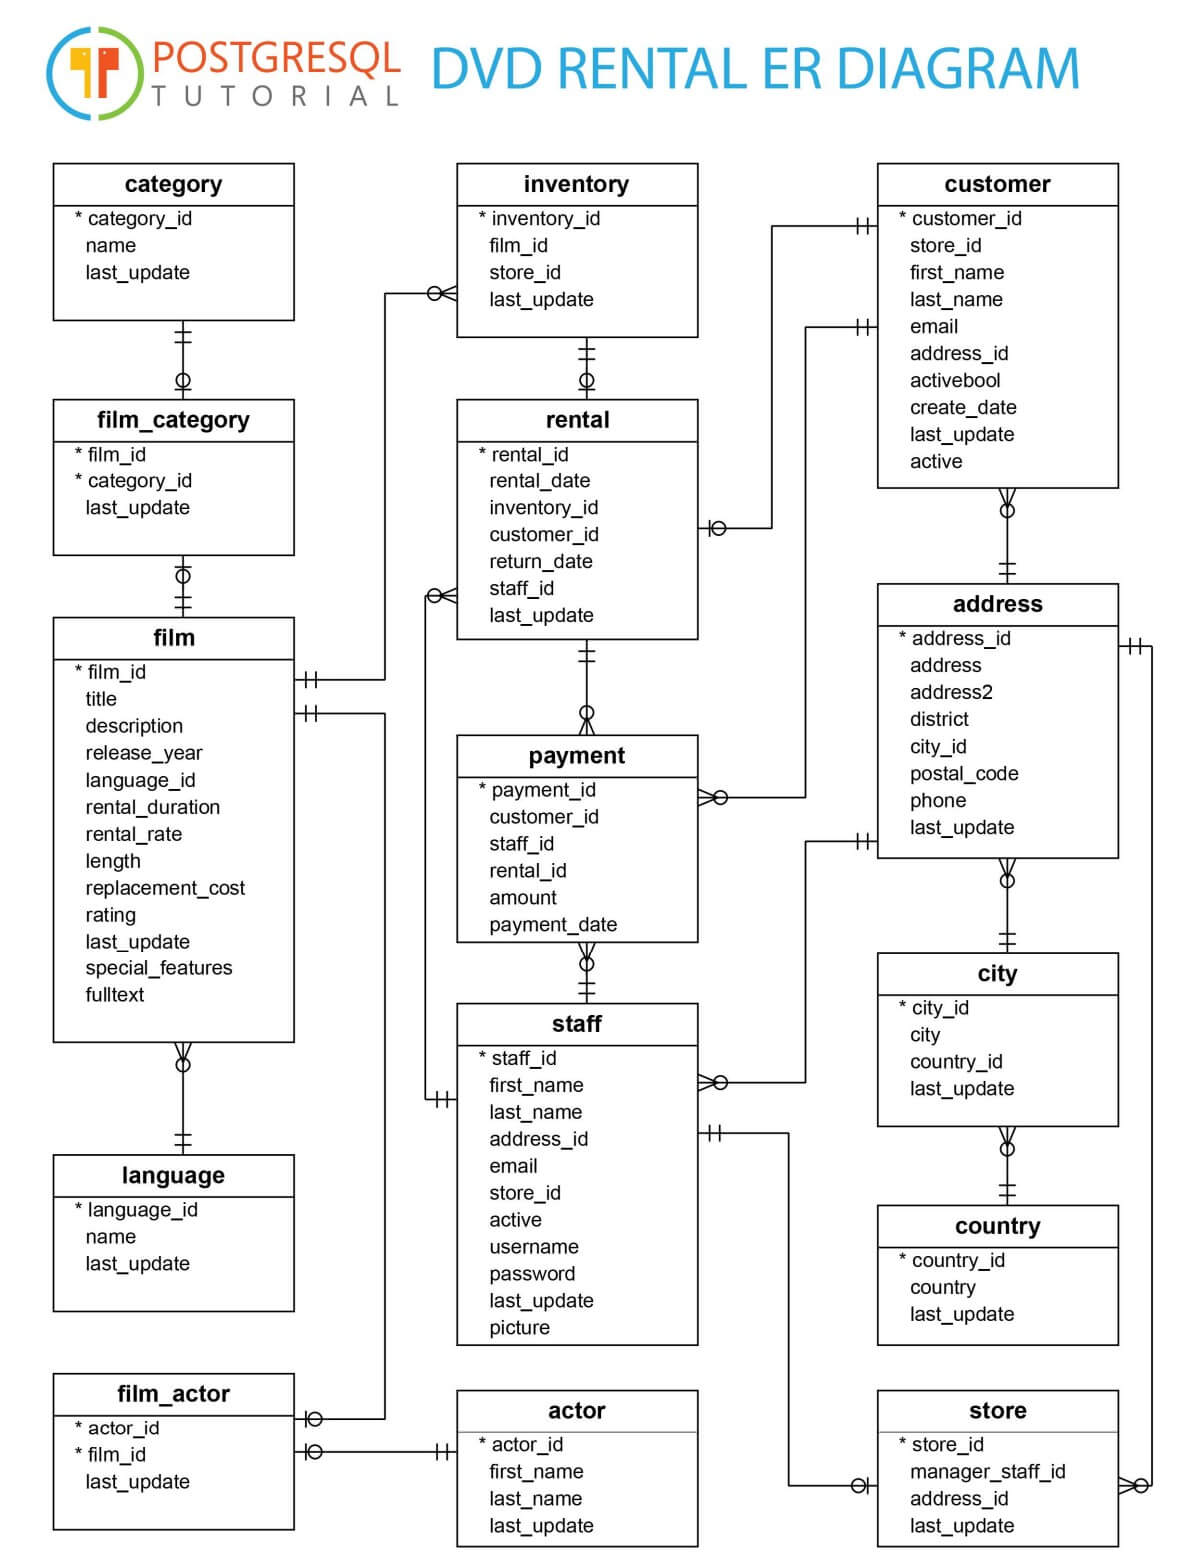 POSTGRESQL
TUTORIAL
DVD RENTAL ER DIAGRAM
category
* category_id
name
last_update
film_category
* film_id
* category_id
last_update
film
* film_id
title
description
release_year
language_id
rental_duration
rental_rate
length
replacement_cost
rating
last_update
special_features
fulltext
language
* language_id
name
last_update
film_actor
* actor_id
* film_id
last_update
inventory
* inventory_id
film_id
store_id
last_update
rental
* rental_id
rental_date
inventory_id
customer_id
return_date
staff_id
last_update
payment
* payment_id
customer_id
staff_id
rental_id
amount
payment_date
staff
* staff_id
first_name
last_name
address_id
email
store_id
active
username
password
last_update
picture
actor
* actor_id
first_name
last_name
last_update
customer
* customer_id
store_id
first_name
last_name
email
address_id
activebool
create_date
last_update
active
address
* address_id
address
address2
district
city_id
postal_code
phone
last_update
city
* city_id
city
country_id
last_update
country
* country_id
country
last_update
store
* store_id
manager_staff_id
address_id
last_update